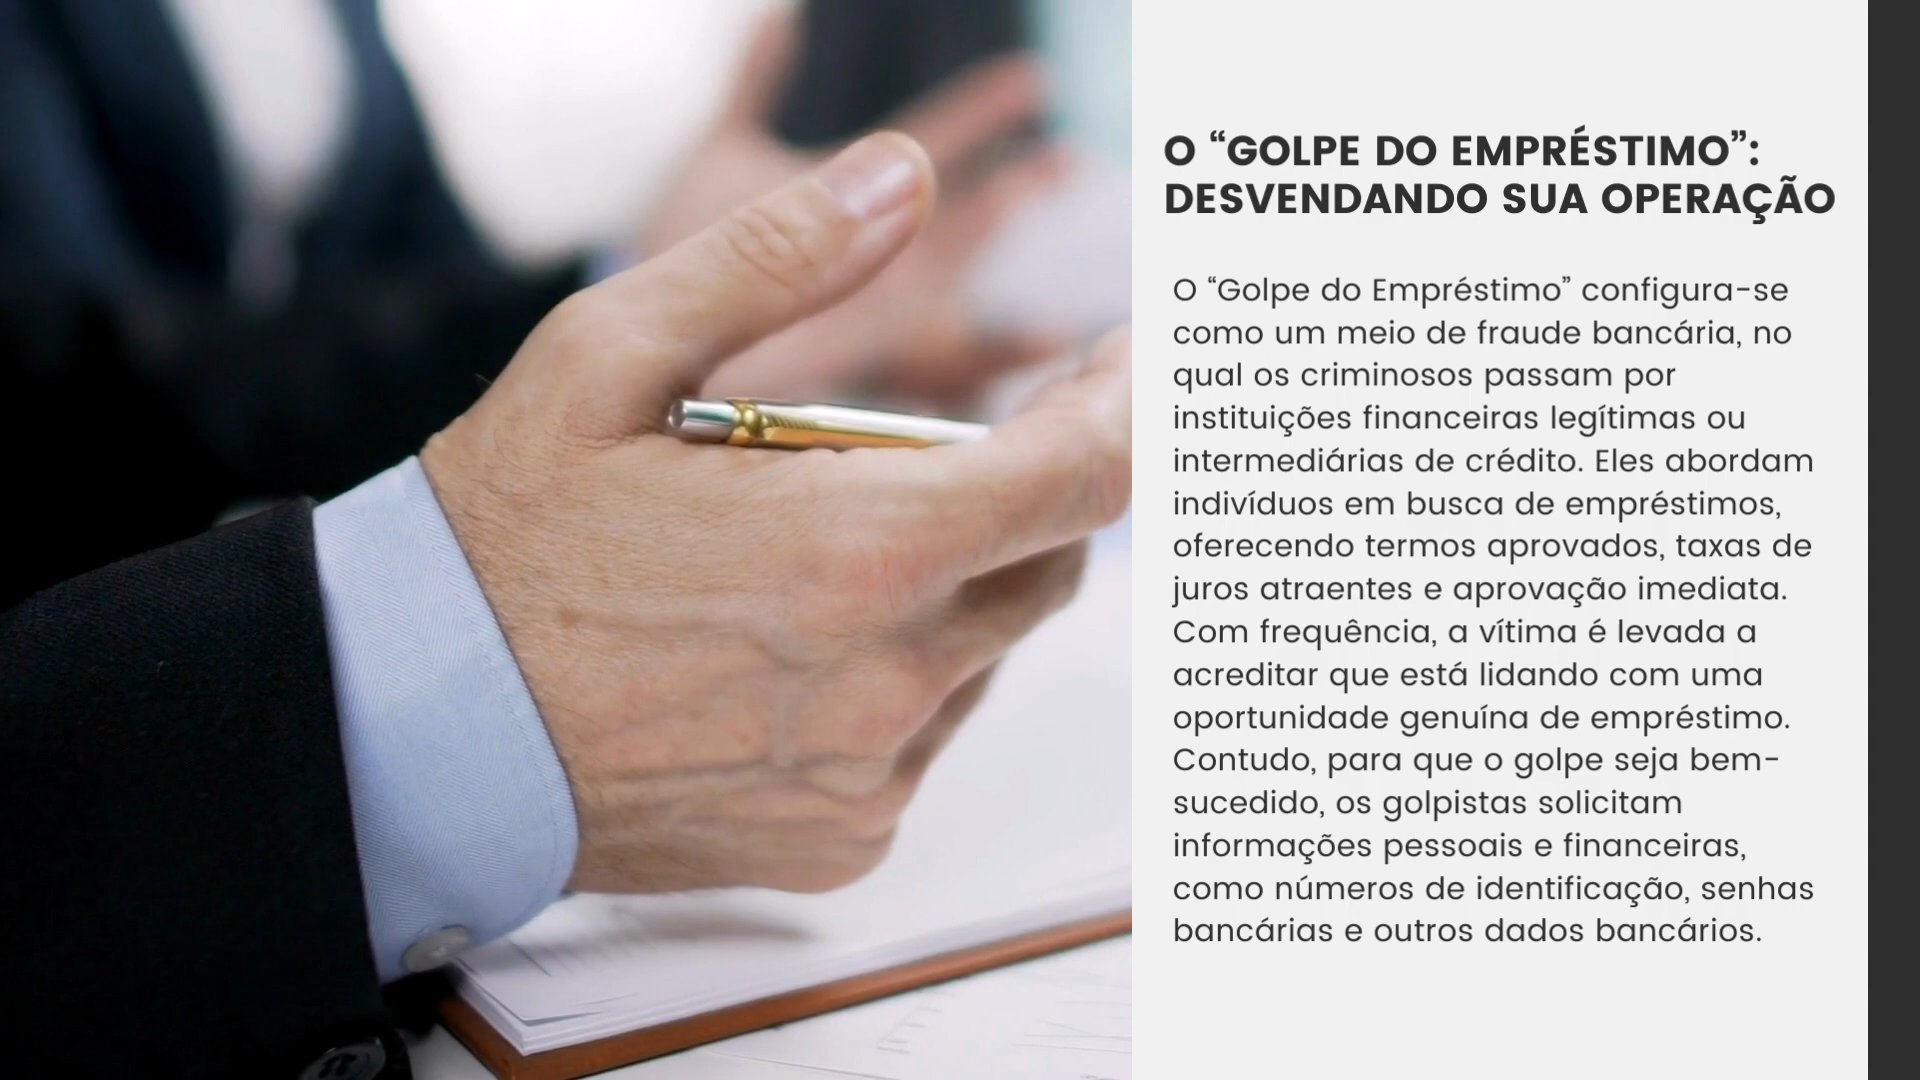 O “GOLPE DO EMPRÉSTIMO”:
DESVENDANDO SUA OPERAÇÃO
O “Golpe do Empréstimo” configura-se
como um meio de fraude bancária, no
qual os criminosos passam por
instituições financeiras legítimas ou
intermediárias de crédito. Eles abordam
indivíduos em busca de empréstimos,
oferecendo termos aprovados, taxas de
juros atraentes e aprovação imediata.
Com frequência, a vítima é levada a
acreditar que está lidando com uma
oportunidade genuína de empréstimo.
Contudo, para que o golpe seja bem-
sucedido, os golpistas solicitam
informações pessoais e financeiras,
como números de identificação, senhas
bancárias e outros dados bancários.